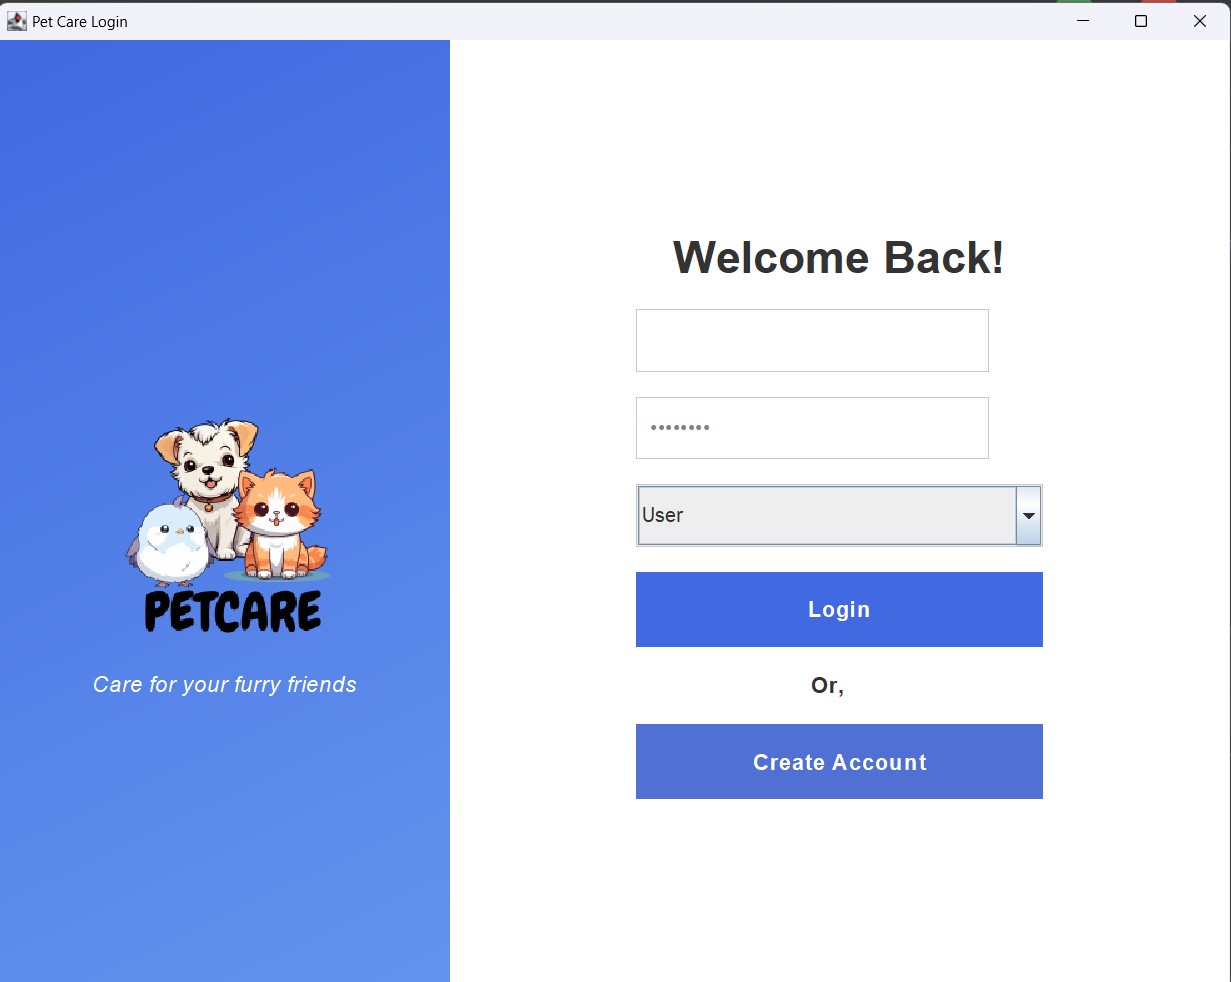 Pet Care Login
Welcome Back!
••••••••
User
Login
Or,
Create Account
PETCARE
Care for your furry friends